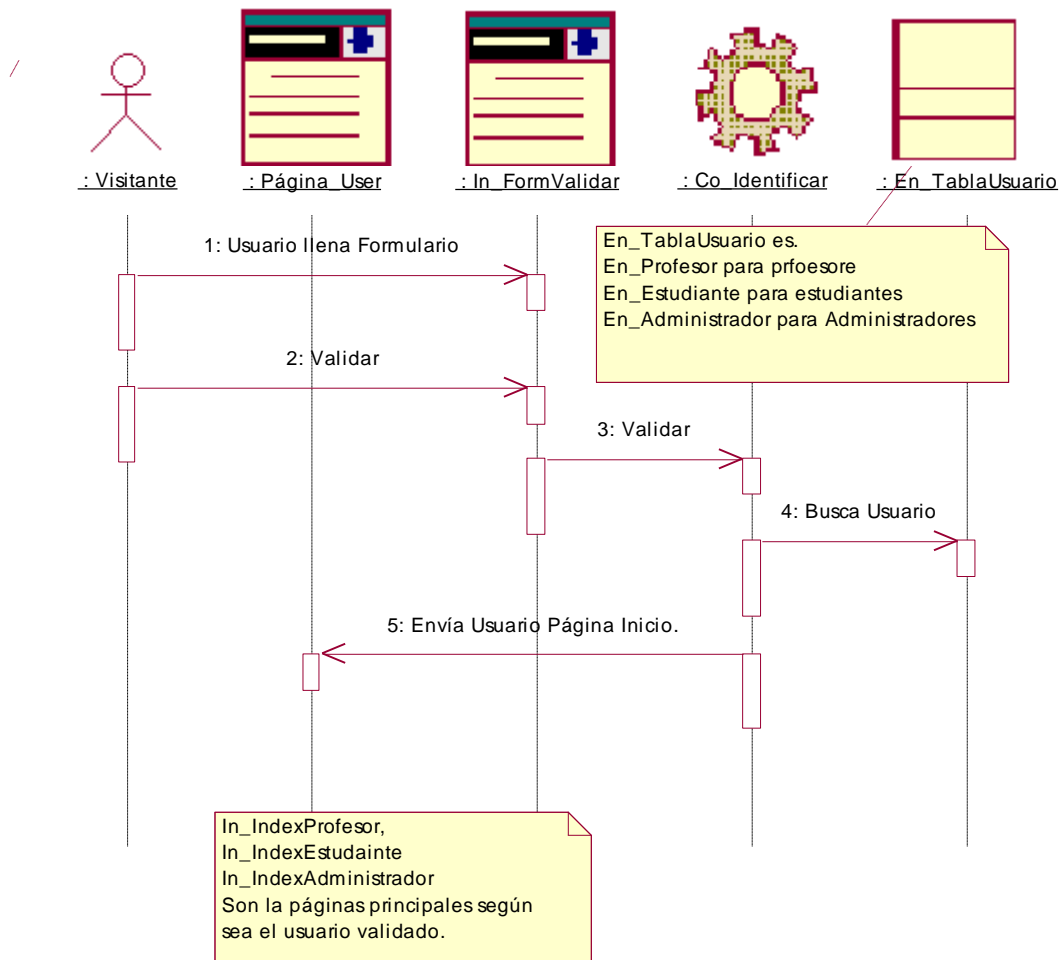 : Visitante
: Página_User
: In_FormValidar
: Co_Identificar
: En_TablaUsuario
1: Usuario llena Formulario
En_TablaUsuario es.
En_Profesor para prfoesore
En_Estudiante para estudiantes
En_Administrador para Administradores
2: Validar
3: Validar
4: Busca Usuario
5: Envía Usuario Página Inicio.
In_IndexProfesor,
In_IndexEstudainte
In_IndexAdministrador
Son la páginas principales según
sea el usuario validado.